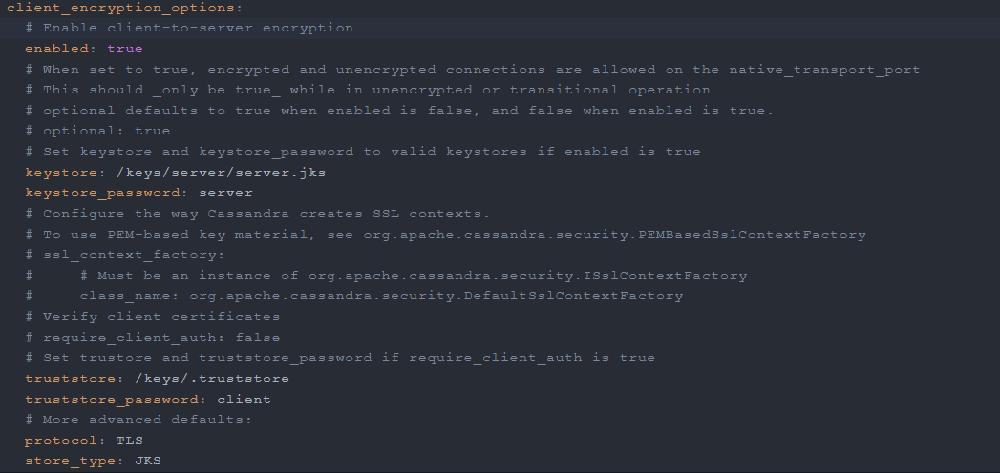 client_encryption_options:
# Enable client-to-server encryption
enabled: true
# When set to true, encrypted and unencrypted connections are allowed on the native_transport_port
# This should _only be true_ while in unencrypted or transitional operation
# optional defaults to true when enabled is false, and false when enabled is true.
# optional: true
# Set keystore and keystore_password to valid keystores if enabled is true
keystore: /keys/server/server.jks
keystore_password: server
# Configure the way Cassandra creates SSL contexts.
# To use PEM-based key material, see org.apache.cassandra.security.PEMBasedSslContextFactory
# ssl_context_factory:
#     # Must be an instance of org.apache.cassandra.security.ISslContextFactory
#     class_name: org.apache.cassandra.security.DefaultSslContextFactory
# Verify client certificates
# require_client_auth: false
# Set trustore and truststore_password if require_client_auth is true
truststore: /keys/.truststore
truststore_password: client
# More advanced defaults:
protocol: TLS
store_type: JKS